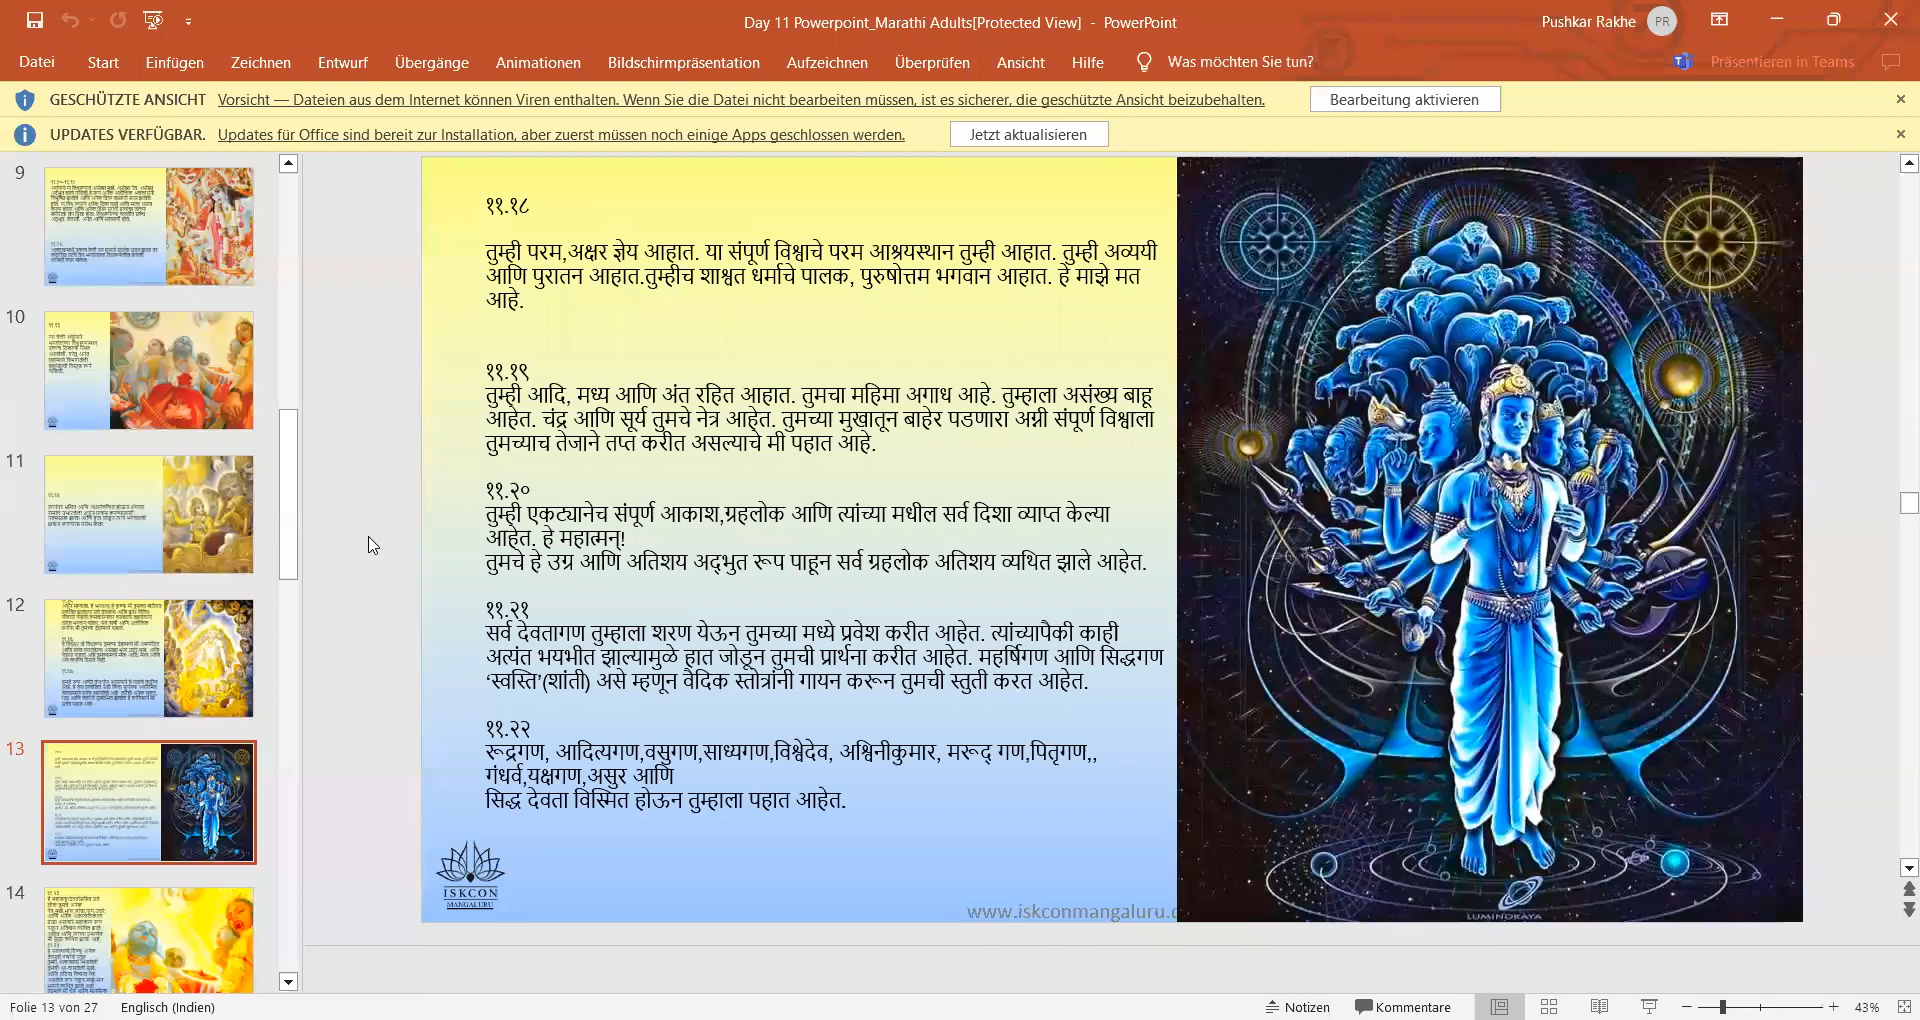 Day 11 Powerpoint_Marathi Adults[Protected View] - PowerPoint
Pushkar Rakhe
PR
Datei Start Einfügen Zeichnen Entwurf Übergänge Animationen Bildschirmpräsentation Aufzeichnen Überprüfen Ansicht Hilfe Was möchten Sie tun? Präsentieren in Teams
GESCHÜTZTE ANSICHT Vorsicht — Dateien aus dem Internet können Viren enthalten. Wenn Sie die Datei nicht bearbeiten müssen, ist es sicherer, die geschützte Ansicht beizubehalten. Bearbeitung aktivieren
UPDATES VERFÜGBAR. Updates für Office sind bereit zur Installation, aber zuerst müssen noch einige Apps geschlossen werden. Jetzt aktualisieren
9
10
11
12
13
14
११.१८
तुम्ही परम,अक्षर ज्ञेय आहात. या संपूर्ण विश्वाचे परम आश्रयस्थान तुम्ही आहात. तुम्ही अव्ययी
आणि पुरातन आहात.तुम्हीच शाश्वत धर्माचे पालक, पुरुषोत्तम भगवान आहात. हे माझे मत
आहे.
११.१९
तुम्ही आदि, मध्य आणि अंत रहित आहात. तुमचा महिमा अगाध आहे. तुम्हाला असंख्य बाहू
आहेत. चंद्र आणि सूर्य तुमचे नेत्र आहेत. तुमच्या मुखातून बाहेर पडणारा अग्नी संपूर्ण विश्वाला
तुमच्याच तेजाने तप्त करीत असल्याचे मी पहात आहे.
११.२०
तुम्ही एकट्यानेच संपूर्ण आकाश,ग्रहलोक आणि त्यांच्या मधील सर्व दिशा व्याप्त केल्या
आहेत. हे महात्मन्!
तुमचे हे उग्र आणि अतिशय अद्भुत रूप पाहून सर्व ग्रहलोक अतिशय व्यथित झाले आहेत.
११.२१
सर्व देवतागण तुम्हाला शरण येऊन तुमच्या मध्ये प्रवेश करीत आहेत. त्यांच्यापैकी काही
अत्यंत भयभीत झाल्यामुळे हात जोडून तुमची प्रार्थना करीत आहेत. महर्षिगण आणि सिद्धगण
‘स्वस्ति’(शांती) असे म्हणून वैदिक स्तोत्रांनी गायन करून तुमची स्तुती करत आहेत.
११.२२
रूद्रगण, आदित्यगण,वसुगण,साध्यगण,विश्वेदेव, अश्विनीकुमार, मरूद् गण,पितृगण,,
गंधर्व,यक्षगण,असुर आणि
सिद्ध देवता विस्मित होऊन तुम्हाला पहात आहेत.
ISKCON
MANGALURU
www.iskconmangaluru.c
LUMINOKAYA
Folie 13 von 27 Englisch (Indien) Notizen Kommentare 43%